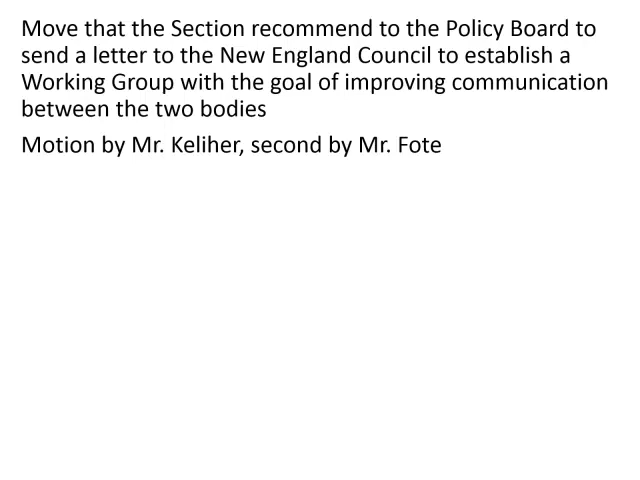 Move that the Section recommend to the Policy Board to
send a letter to the New England Council to establish a
Working Group with the goal of improving communication
between the two bodies
Motion by Mr. Keliher, second by Mr. Fote